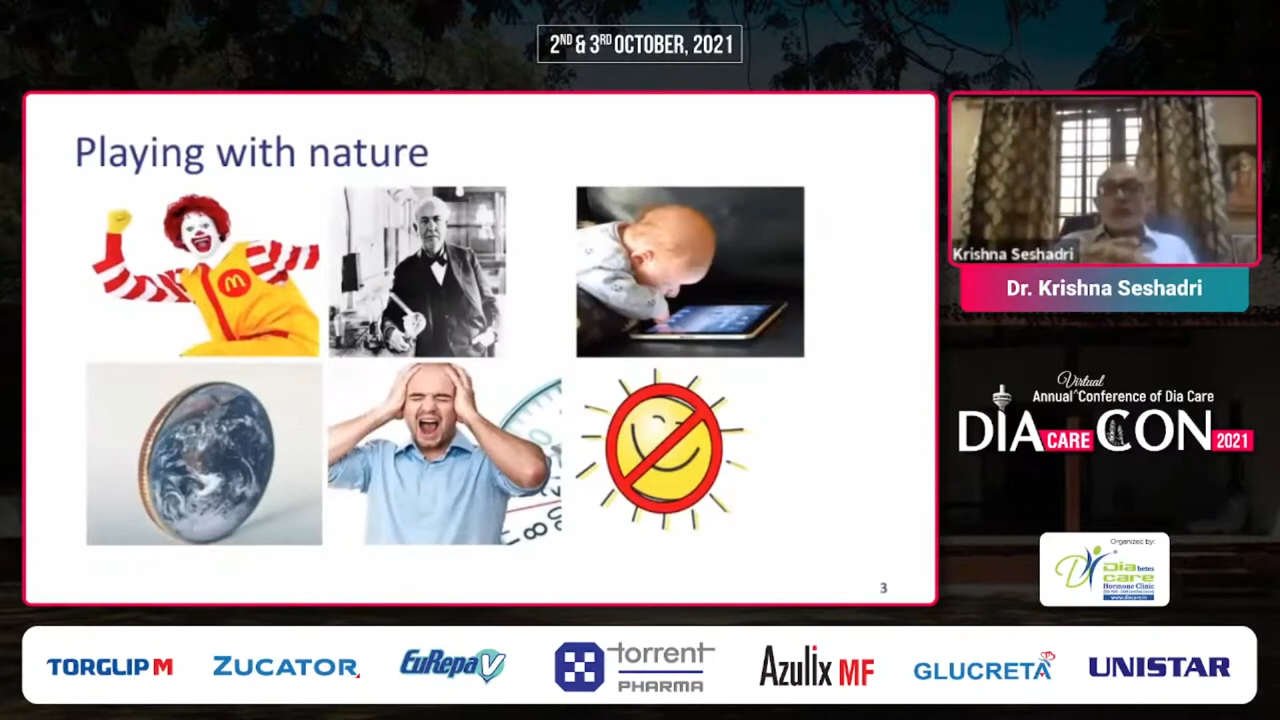 2ND & 3RD OCTOBER, 2021
Playing with nature
M
3
Krishna Seshadri
Dr. Krishna Seshadri
Virtual
Annual ^ Conference of Dia Care
DIA CARE CON 2021
Organized by:
Diabetes
care
Hormone Clinic
www.diacare.in
TORGLIP M
ZUCATOR
EuRepa V
torrent
PHARMA
Azulix MF
GLUCRETA
UNISTAR